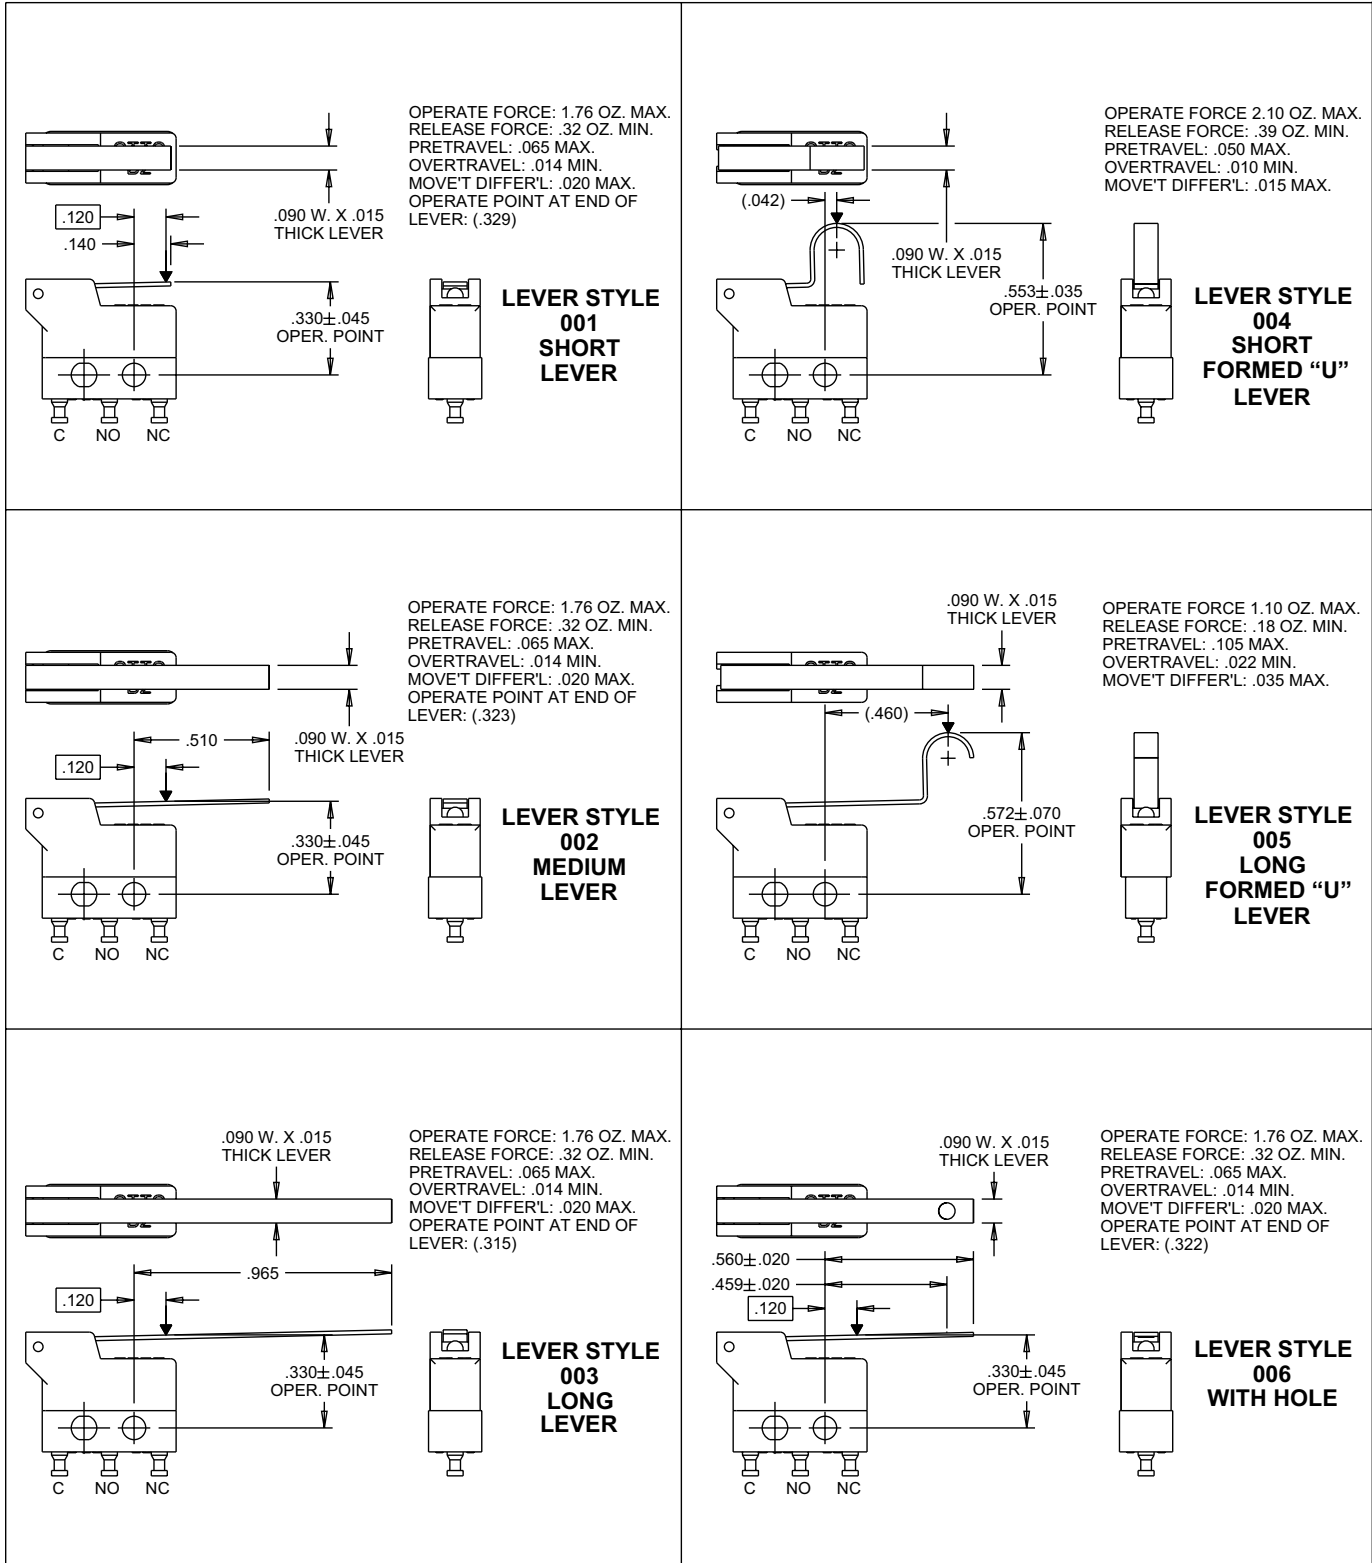 OPERATE FORCE: 1.76 OZ. MAX.
RELEASE FORCE: .32 OZ. MIN.
PRETRAVEL: .065 MAX.
OVERTRAVEL: .014 MIN.
MOVE'T DIFFER'L: .020 MAX.
OPERATE POINT AT END OF
LEVER: (.329)
.090 W. X .015
THICK LEVER
.120
.140
.330±.045
OPER. POINT
LEVER STYLE
001
SHORT
LEVER
C NO NC
OPERATE FORCE 2.10 OZ. MAX.
RELEASE FORCE: .39 OZ. MIN.
PRETRAVEL: .050 MAX.
OVERTRAVEL: .010 MIN.
MOVE'T DIFFER'L: .015 MAX.
(.042)
.090 W. X .015
THICK LEVER
.553±.035
OPER. POINT
LEVER STYLE
004
SHORT
FORMED “U”
LEVER
C NO NC
OPERATE FORCE: 1.76 OZ. MAX.
RELEASE FORCE: .32 OZ. MIN.
PRETRAVEL: .065 MAX.
OVERTRAVEL: .014 MIN.
MOVE'T DIFFER'L: .020 MAX.
OPERATE POINT AT END OF
LEVER: (.323)
.510
.090 W. X .015
THICK LEVER
.120
.330±.045
OPER. POINT
LEVER STYLE
002
MEDIUM
LEVER
C NO NC
.090 W. X .015
THICK LEVER
OPERATE FORCE 1.10 OZ. MAX.
RELEASE FORCE: .18 OZ. MIN.
PRETRAVEL: .105 MAX.
OVERTRAVEL: .022 MIN.
MOVE'T DIFFER'L: .035 MAX.
(.460)
.572±.070
OPER. POINT
LEVER STYLE
005
LONG
FORMED “U”
LEVER
C NO NC
.090 W. X .015
THICK LEVER
OPERATE FORCE: 1.76 OZ. MAX.
RELEASE FORCE: .32 OZ. MIN.
PRETRAVEL: .065 MAX.
OVERTRAVEL: .014 MIN.
MOVE'T DIFFER'L: .020 MAX.
OPERATE POINT AT END OF
LEVER: (.315)
.965
.120
.330±.045
OPER. POINT
LEVER STYLE
003
LONG
LEVER
C NO NC
.090 W. X .015
THICK LEVER
OPERATE FORCE: 1.76 OZ. MAX.
RELEASE FORCE: .32 OZ. MIN.
PRETRAVEL: .065 MAX.
OVERTRAVEL: .014 MIN.
MOVE'T DIFFER'L: .020 MAX.
OPERATE POINT AT END OF
LEVER: (.322)
.560±.020
.459±.020
.120
.330±.045
OPER. POINT
LEVER STYLE
006
WITH HOLE
C NO NC